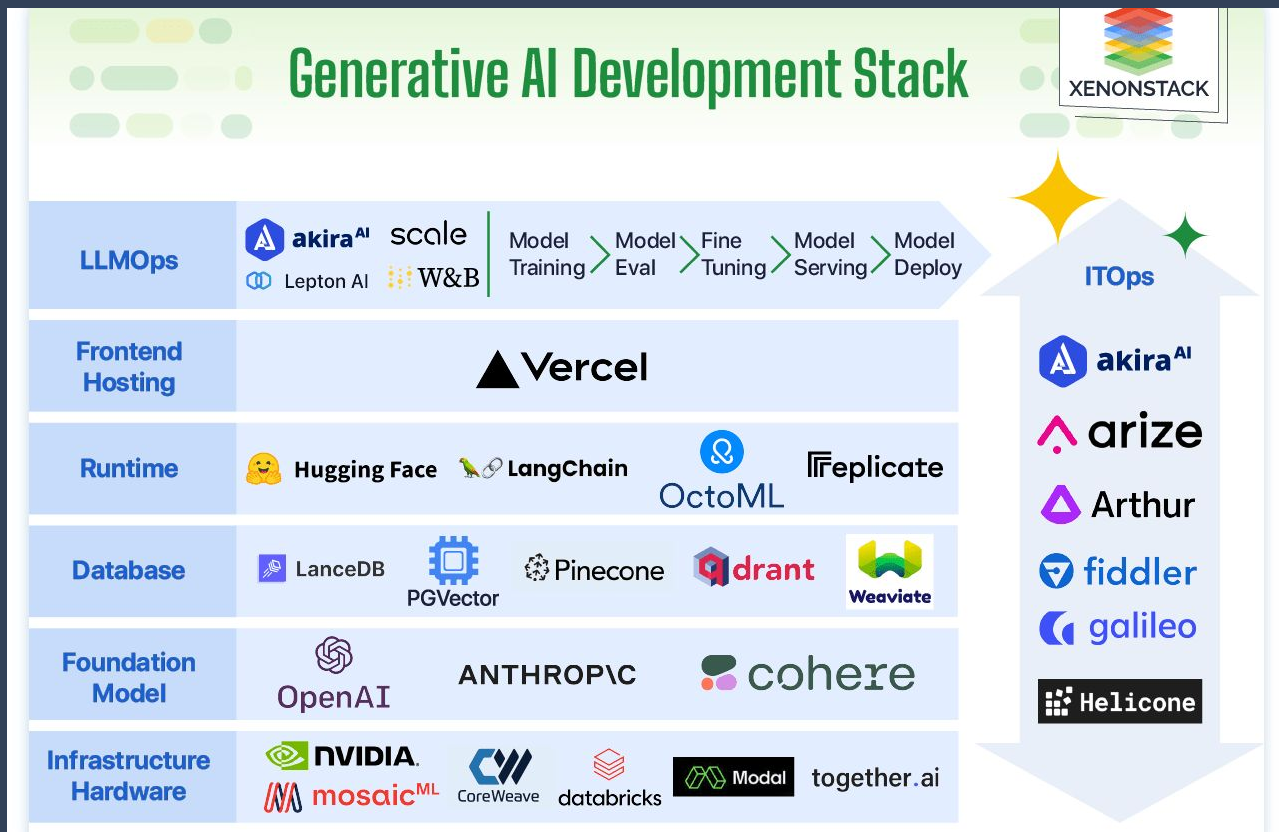 Generative AI Development Stack
XENONSTACK
LLMOps
akira AI
scale
Lepton AI
W&B
Model Training
Model Eval
Fine Tuning
Model Serving
Model Deploy
ITOps
akira AI
arize
Arthur
fiddler
galileo
Helicone
Frontend
Hosting
Vercel
Runtime
Hugging Face
LangChain
OctoML
Replicate
Database
LanceDB
PGVector
Pinecone
qdrant
Weaviate
Foundation
Model
OpenAI
ANTHROP\C
cohere
Infrastructure
Hardware
NVIDIA.
mosaic ML
CoreWeave
databricks
Modal
together.ai